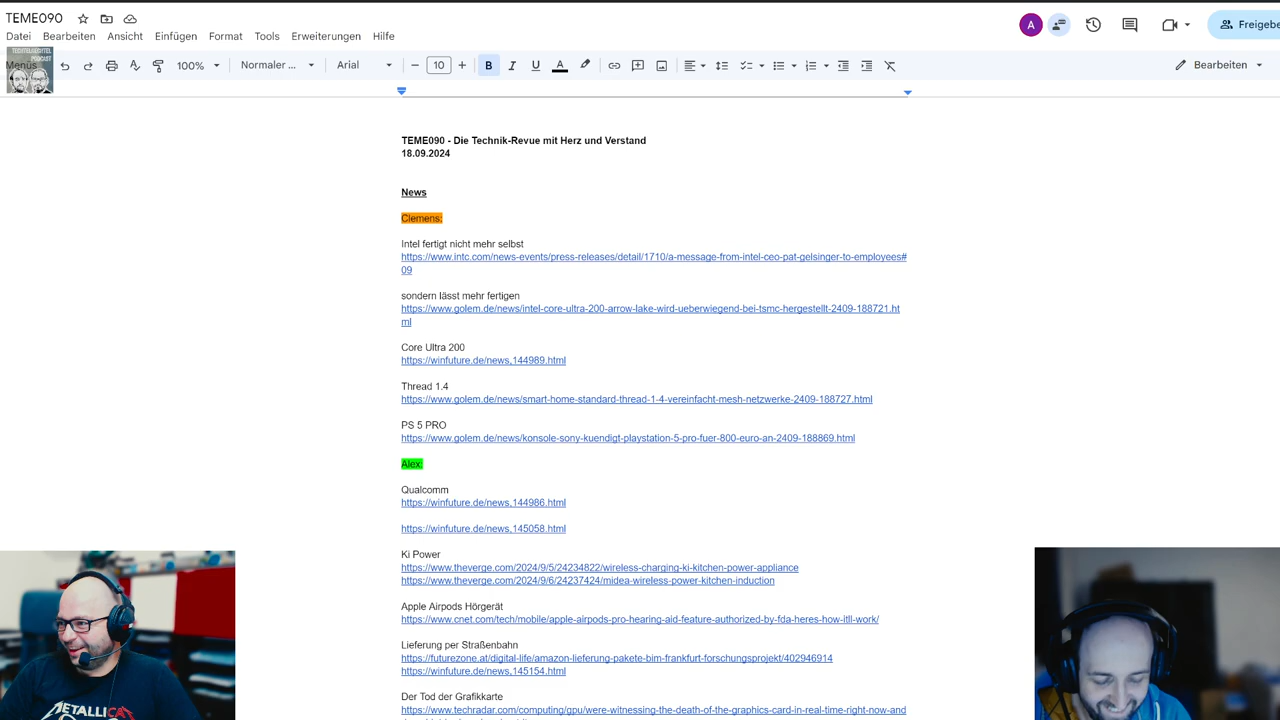 TEME090
Datei Bearbeiten Ansicht Einfügen Format Tools Erweiterungen Hilfe
A
Freigebe
TECHTELMECHTEL
PODCAST
Menüs
100% Normaler ... Arial 10 B I U A Bearbeiten
TEME090 - Die Technik-Revue mit Herz und Verstand
18.09.2024
News
Clemens:
Intel fertigt nicht mehr selbst
https://www.intc.com/news-events/press-releases/detail/1710/a-message-from-intel-ceo-pat-gelsinger-to-employees#
09
sondern lässt mehr fertigen
https://www.golem.de/news/intel-core-ultra-200-arrow-lake-wird-ueberwiegend-bei-tsmc-hergestellt-2409-188721.ht
ml
Core Ultra 200
https://winfuture.de/news,144989.html
Thread 1.4
https://www.golem.de/news/smart-home-standard-thread-1-4-vereinfacht-mesh-netzwerke-2409-188727.html
PS 5 PRO
https://www.golem.de/news/konsole-sony-kuendigt-playstation-5-pro-fuer-800-euro-an-2409-188869.html
Alex:
Qualcomm
https://winfuture.de/news,144986.html
https://winfuture.de/news,145058.html
Ki Power
https://www.theverge.com/2024/9/5/24234822/wireless-charging-ki-kitchen-power-appliance
https://www.theverge.com/2024/9/6/24237424/midea-wireless-power-kitchen-induction
Apple Airpods Hörgerät
https://www.cnet.com/tech/mobile/apple-airpods-pro-hearing-aid-feature-authorized-by-fda-heres-how-itll-work/
Lieferung per Straßenbahn
https://futurezone.at/digital-life/amazon-lieferung-pakete-bim-frankfurt-forschungsprojekt/402946914
https://winfuture.de/news,145154.html
Der Tod der Grafikkarte
https://www.techradar.com/computing/gpu/were-witnessing-the-death-of-the-graphics-card-in-real-time-right-now-and
METALLICA